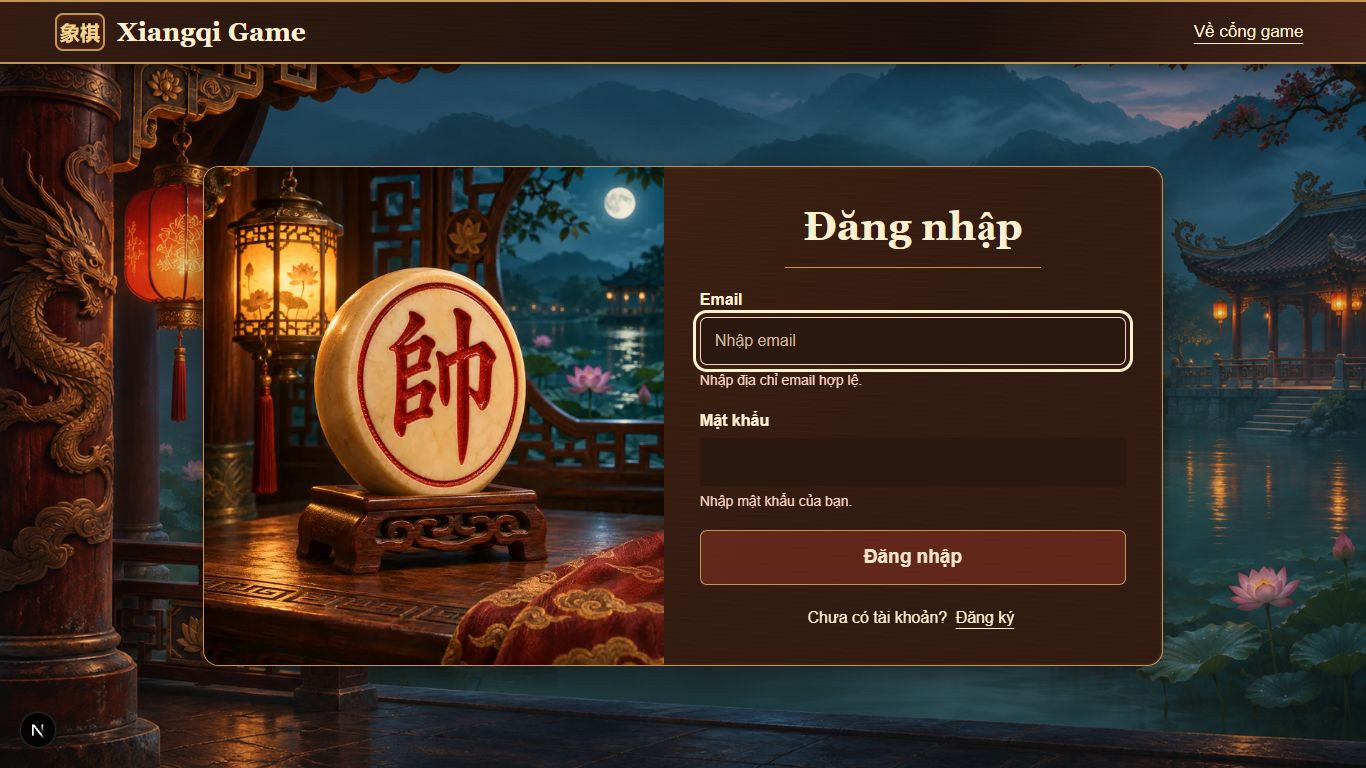 象棋 Xiangqi Game
Về cổng game
帥
Đăng nhập
Email
Nhập email
Nhập địa chỉ email hợp lệ.
Mật khẩu
Nhập mật khẩu của bạn.
Đăng nhập
Chưa có tài khoản? Đăng ký
N